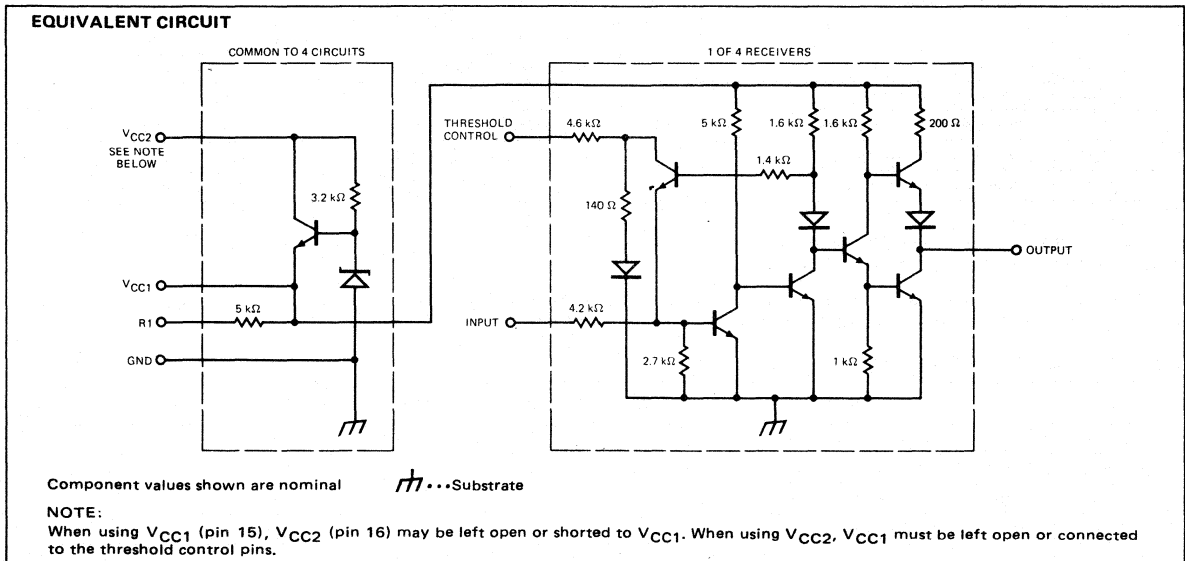 EQUIVALENT CIRCUIT
COMMON TO 4 CIRCUITS
1 OF 4 RECEIVERS
VCC2
SEE NOTE
BELOW
3.2 kΩ
VCC1
5 kΩ
R1
GND
THRESHOLD
CONTROL
4.6 kΩ
5 kΩ
1.6 kΩ
1.6 kΩ
200 Ω
1.4 kΩ
140 Ω
OUTPUT
INPUT
4.2 kΩ
2.7 kΩ
1 kΩ
Component values shown are nominal
...Substrate
NOTE:
When using VCC1 (pin 15), VCC2 (pin 16) may be left open or shorted to VCC1. When using VCC2, VCC1 must be left open or connected
to the threshold control pins.